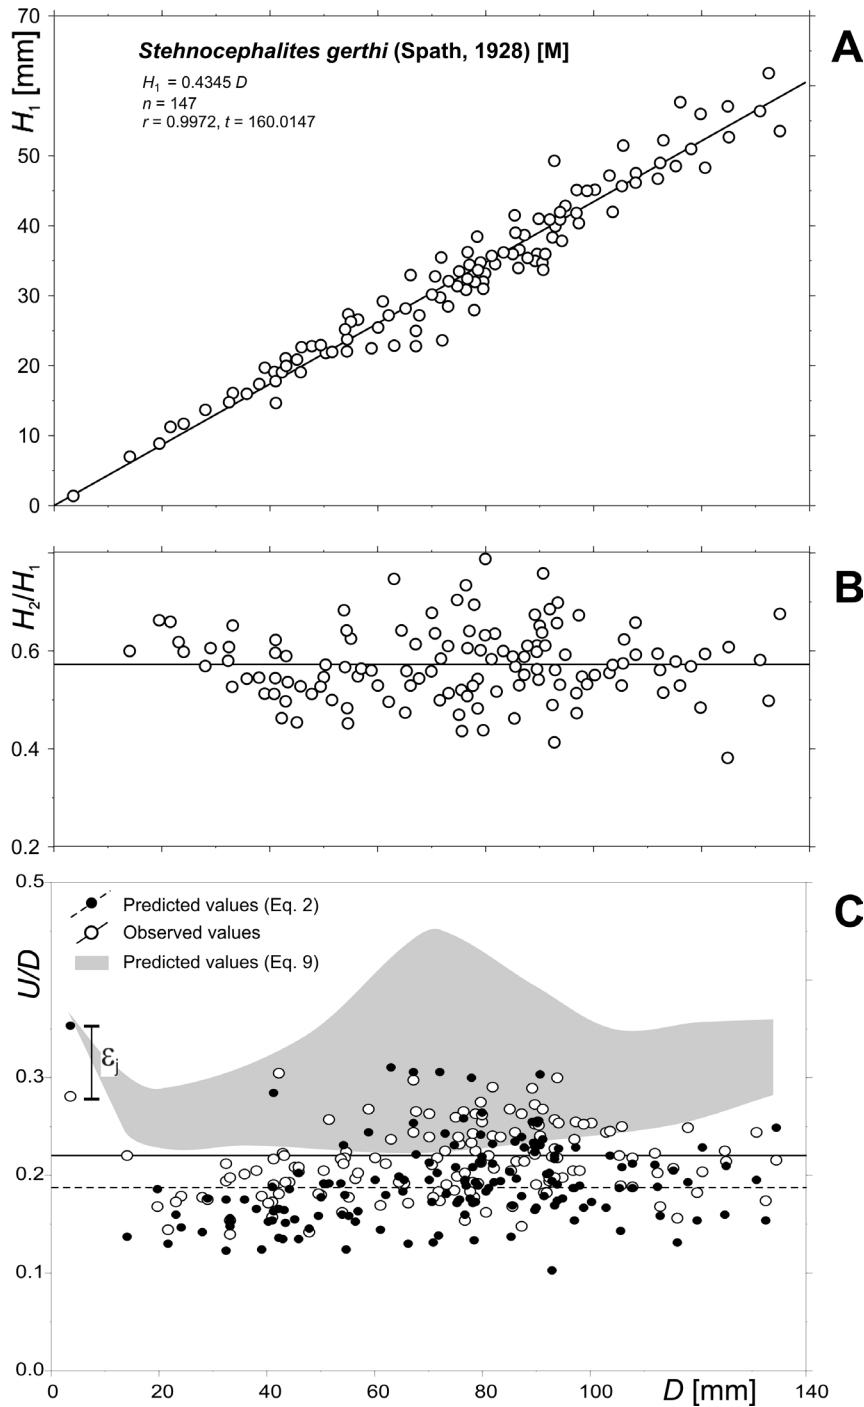 70
H1 [mm]
A
Stehnocephalites gerthi (Spath, 1928) [M]
H1 = 0.4345 D
n = 147
r = 0.9972, t = 160.0147
50
40
30
20
10
0
H2/H1
B
0.6
0.4
0.2
0.5
C
Predicted values (Eq. 2)
Observed values
U/D
Predicted values (Eq. 9)
εj
0.3
0.2
0.1
0.0
0 20 40 60 80 100 D [mm] 140